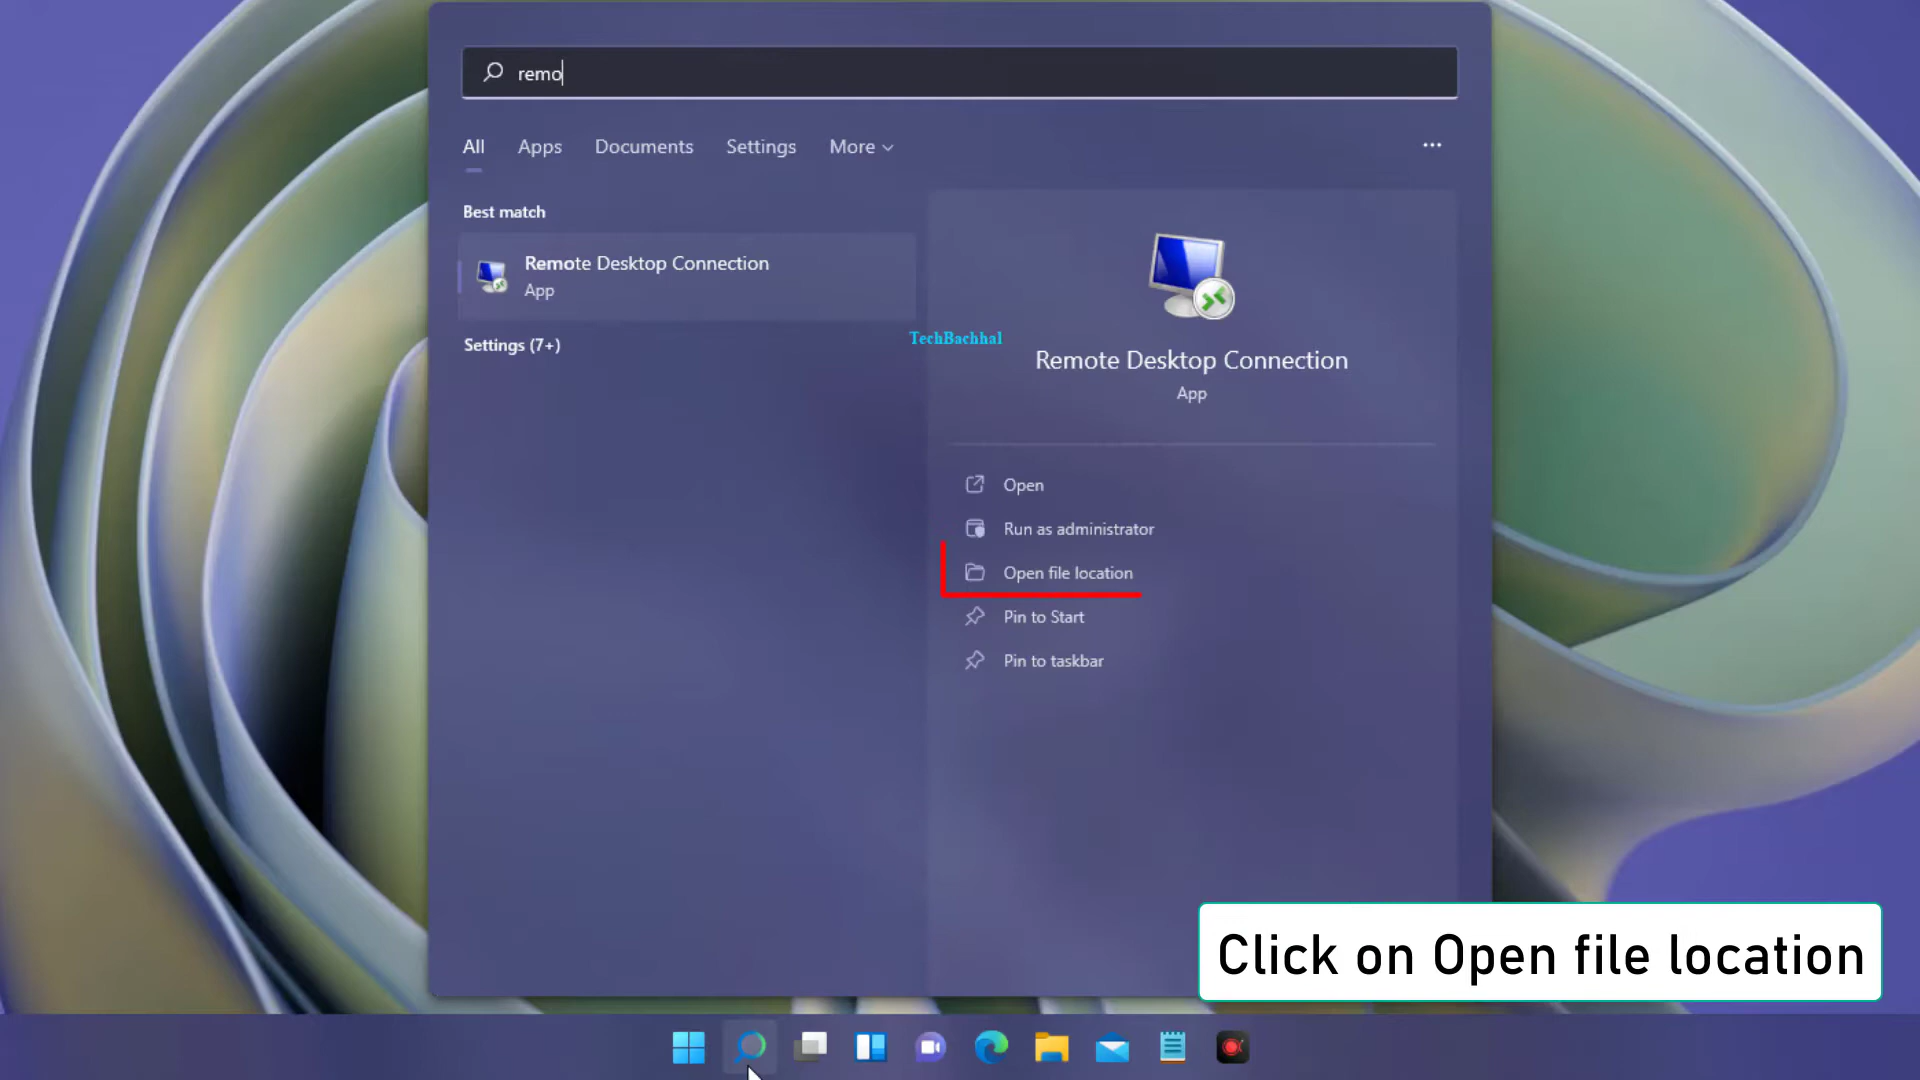 remo
All Apps Documents Settings More
Best match
Remote Desktop Connection
App
Settings (7+)
TechBachhal
Remote Desktop Connection
App
Open
Run as administrator
Open file location
Pin to Start
Pin to taskbar
Click on Open file location